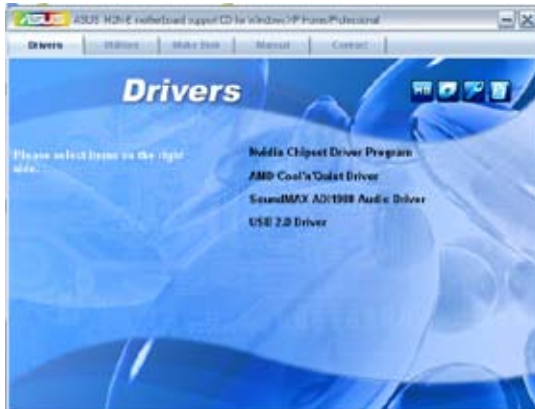 ASUS
ASUS M2N-E motherboard support CD for Windows XP Home/Professional
Drivers
Utilities
Make Disk
Manual
Contact
Drivers
Please select items on the right
side...
Nvidia Chipset Driver Program
AMD Cool'n'Quiet Driver
SoundMAX ADI1988 Audio Driver
USB 2.0 Driver